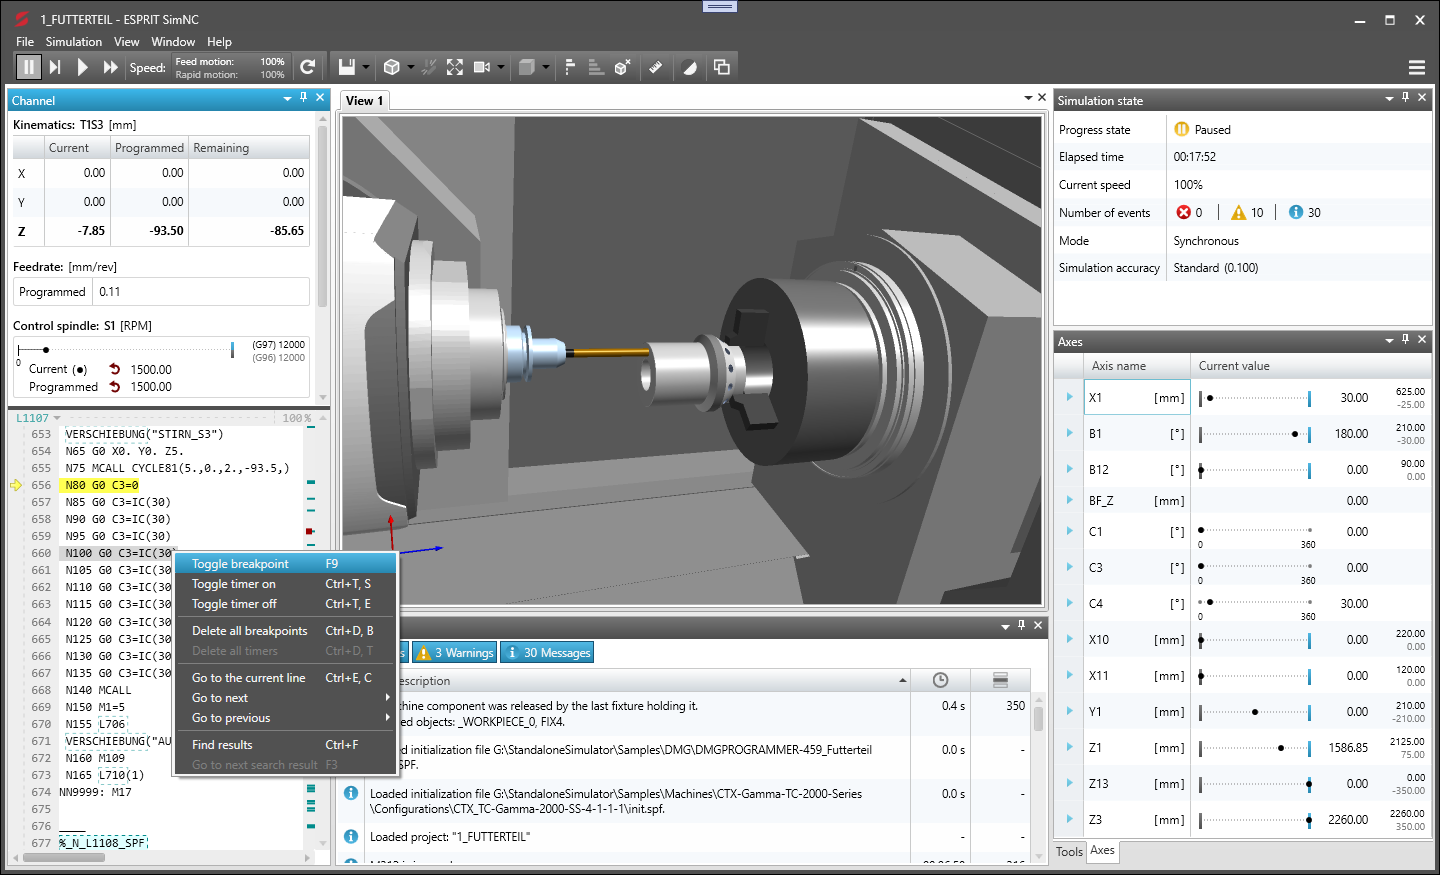 1_FUTTERTEIL - ESPRIT SimNC
File Simulation View Window Help
Speed: Feed motion: 100%
Rapid motion: 100%
Channel
Kinematics: T1S3 [mm]
Current Programmed Remaining
X 0.00 0.00 0.00
Y 0.00 0.00 0.00
Z -7.85 -93.50 -85.65
Feedrate: [mm/rev]
Programmed 0.11
Control spindle: S1 [RPM]
(G97) 12000
(G96) 12000
0
Current (●) 1500.00
Programmed 1500.00
L1107 100%
653 VERSCHIEBUNG("STIRN_S3")
654 N65 G0 X0. Y0. Z5.
655 N75 MCALL CYCLE81(5.,0.,2.,-93.5,)
656 N80 G0 C3=0
657 N85 G0 C3=IC(30)
658 N90 G0 C3=IC(30)
659 N95 G0 C3=IC(30)
660 N100 G0 C3=IC(30)
661 N105 G0 C3=IC(30
662 N110 G0 C3=IC(30
663 N115 G0 C3=IC(30
664 N120 G0 C3=IC(30
665 N125 G0 C3=IC(30
666 N130 G0 C3=IC(30
667 N135 G0 C3=IC(30
668 N140 MCALL
669 N150 M1=5
670 N155 L706
671 VERSCHIEBUNG("AU
672 N160 M109
673 N165 L710(1)
674 NN9999: M17
675
676 ____
677 %_N_L1108_SPF
Toggle breakpoint F9
Toggle timer on Ctrl+T, S
Toggle timer off Ctrl+T, E
Delete all breakpoints Ctrl+D, B
Delete all timers Ctrl+D, T
Go to the current line Ctrl+E, C
Go to next
Go to previous
Find results Ctrl+F
Go to next search result F3
View 1
s 3 Warnings 30 Messages
escription
chine component was released by the last fixture holding it. 0.4 s 350
ed objects: _WORKPIECE_0, FIX4.
ed initialization file G:\StandaloneSimulator\Samples\DMG\DMGPROGRAMMER-459_Futterteil 0.0 s -
SPF.
Loaded initialization file G:\StandaloneSimulator\Samples\Machines\CTX-Gamma-TC-2000-Series 0.0 s -
\Configurations\CTX_TC-Gamma-2000-SS-4-1-1-1\init.spf.
Loaded project: "1_FUTTERTEIL" - -
Simulation state
Progress state Paused
Elapsed time 00:17:52
Current speed 100%
Number of events 0 10 30
Mode Synchronous
Simulation accuracy Standard (0.100)
Axes
Axis name Current value
X1 [mm] 30.00 625.00 -25.00
B1 [°] 180.00 210.00 -30.00
B12 [°] 0.00 90.00 0.00
BF_Z [mm] 0.00
C1 [°] 0 360 0.00
C3 [°] 0 360 0.00
C4 [°] 0 360 30.00
X10 [mm] 0.00 220.00 0.00
X11 [mm] 0.00 120.00 0.00
Y1 [mm] 0.00 210.00 -210.00
Z1 [mm] 1586.85 2125.00 75.00
Z13 [mm] 0.00 0.00 -350.00
Z3 [mm] 2260.00 2260.00 350.00
Tools Axes